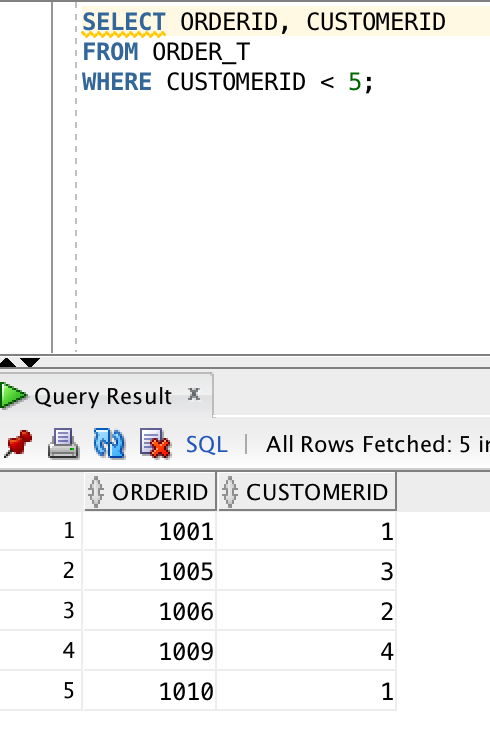 SELECT ORDERID, CUSTOMERID
FROM ORDER_T
WHERE CUSTOMERID < 5;
Query Result x
SQL | All Rows Fetched: 5 in
ORDERID CUSTOMERID
1 1001 1
2 1005 3
3 1006 2
4 1009 4
5 1010 1